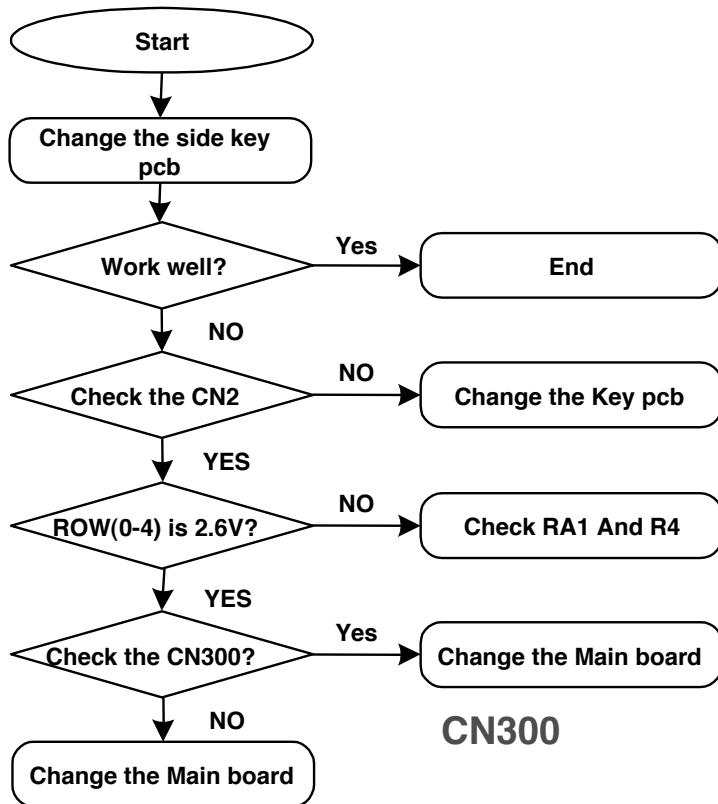 Start
Change the side key
pcb
Work well?
Yes
End
NO
Check the CN2
NO
Change the Key pcb
YES
ROW(0-4) is 2.6V?
NO
Check RA1 And R4
YES
Check the CN300?
Yes
Change the Main board
NO
CN300
Change the Main board